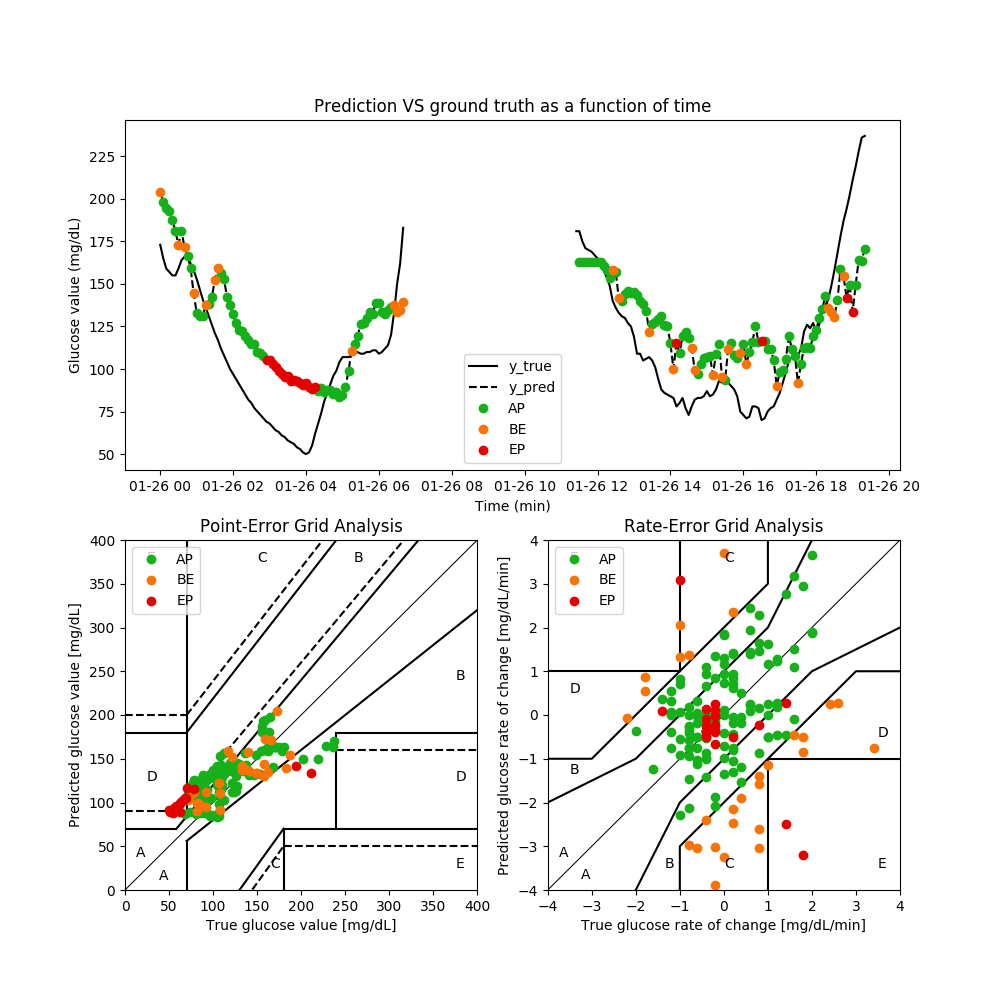 Prediction VS ground truth as a function of time
Glucose value (mg/dL)
225
200
175
150
125
100
75
50
y_true
y_pred
AP
BE
EP
01-26 00
01-26 02
01-26 04
01-26 06
01-26 08
01-26 10
01-26 12
01-26 14
01-26 16
01-26 18
01-26 20
Time (min)
Point-Error Grid Analysis
Predicted glucose value [mg/dL]
400
350
300
250
200
150
100
50
0
AP
BE
EP
C
B
B
D
D
A
A
C
E
0
50
100
150
200
250
300
350
400
True glucose value [mg/dL]
Rate-Error Grid Analysis
Predicted glucose rate of change [mg/dL/min]
4
3
2
1
0
−1
−2
−3
−4
AP
BE
EP
C
D
D
B
A
A
B
C
E
−4
−3
−2
−1
0
1
2
3
4
True glucose rate of change [mg/dL/min]